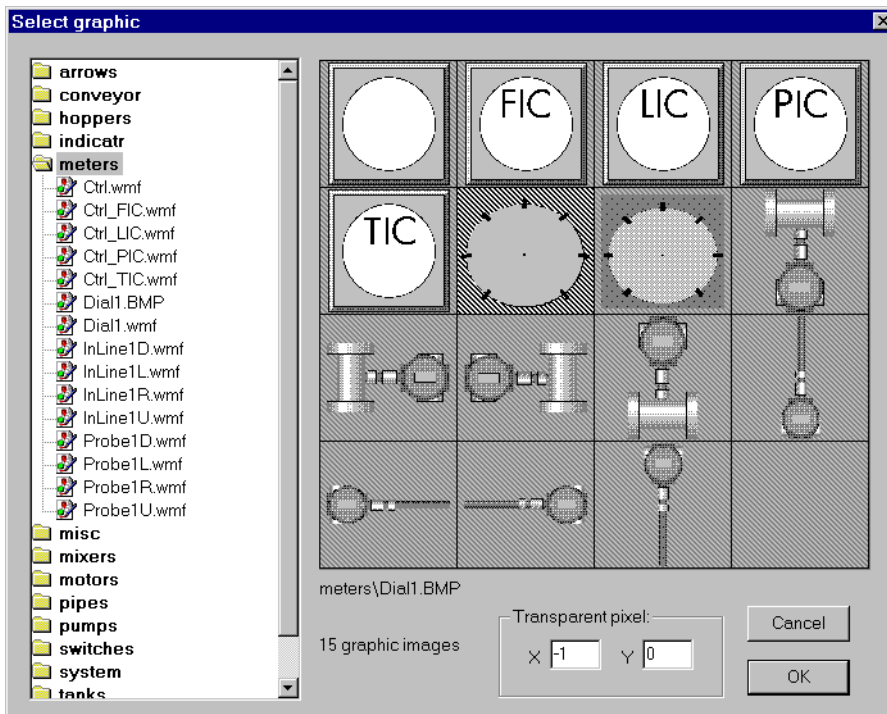 Select graphic
arrows
conveyor
hoppers
indicatr
meters
Ctrl.wmf
Ctrl_FIC.wmf
Ctrl_LIC.wmf
Ctrl_PIC.wmf
Ctrl_TIC.wmf
Dial1.BMP
Dial1.wmf
InLine1D.wmf
InLine1L.wmf
InLine1R.wmf
InLine1U.wmf
Probe1D.wmf
Probe1L.wmf
Probe1R.wmf
Probe1U.wmf
misc
mixers
motors
pipes
pumps
switches
system
tanks
FIC LIC PIC
TIC
meters\Dial1.BMP
15 graphic images
Transparent pixel:
X -1 Y 0
Cancel
OK